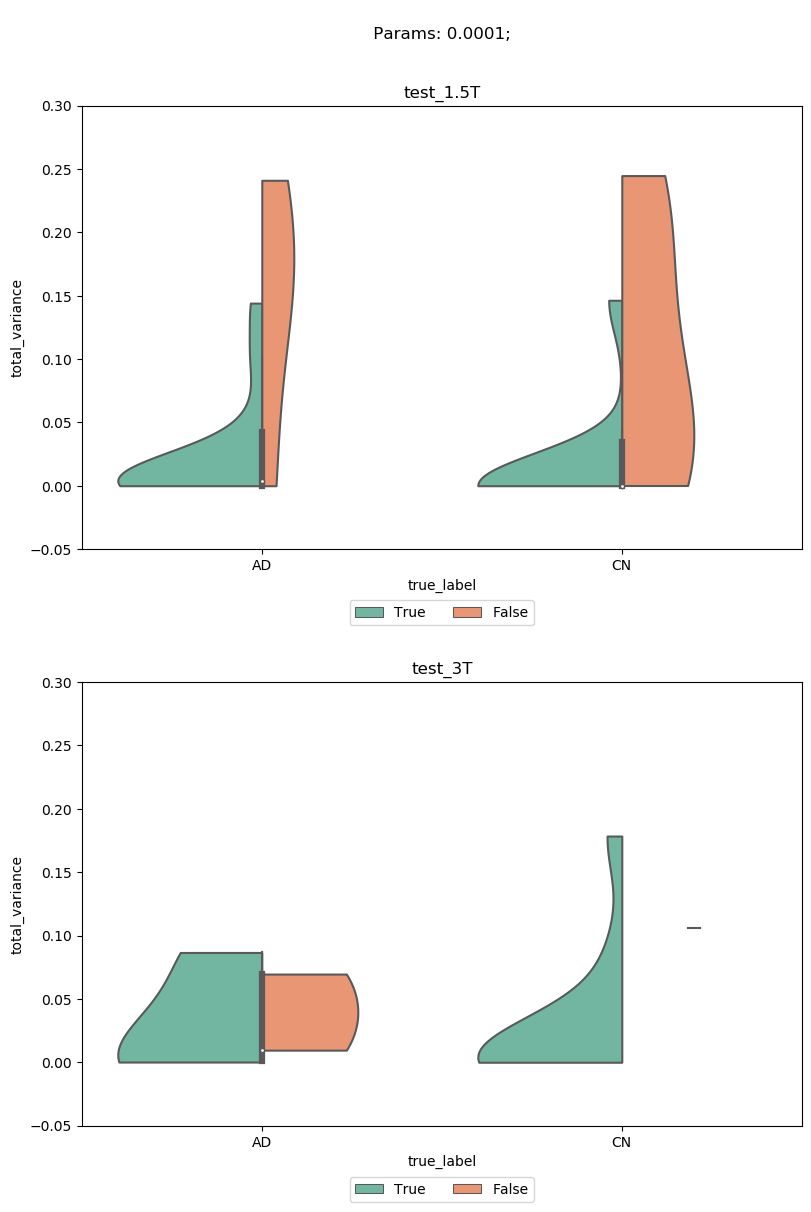 Params: 0.0001;
test_1.5T
0.30
0.25
0.20
0.15
0.10
0.05
0.00
−0.05
total_variance
AD CN
true_label
True False
test_3T
0.30
0.25
0.20
0.15
0.10
0.05
0.00
−0.05
total_variance
AD CN
true_label
True False